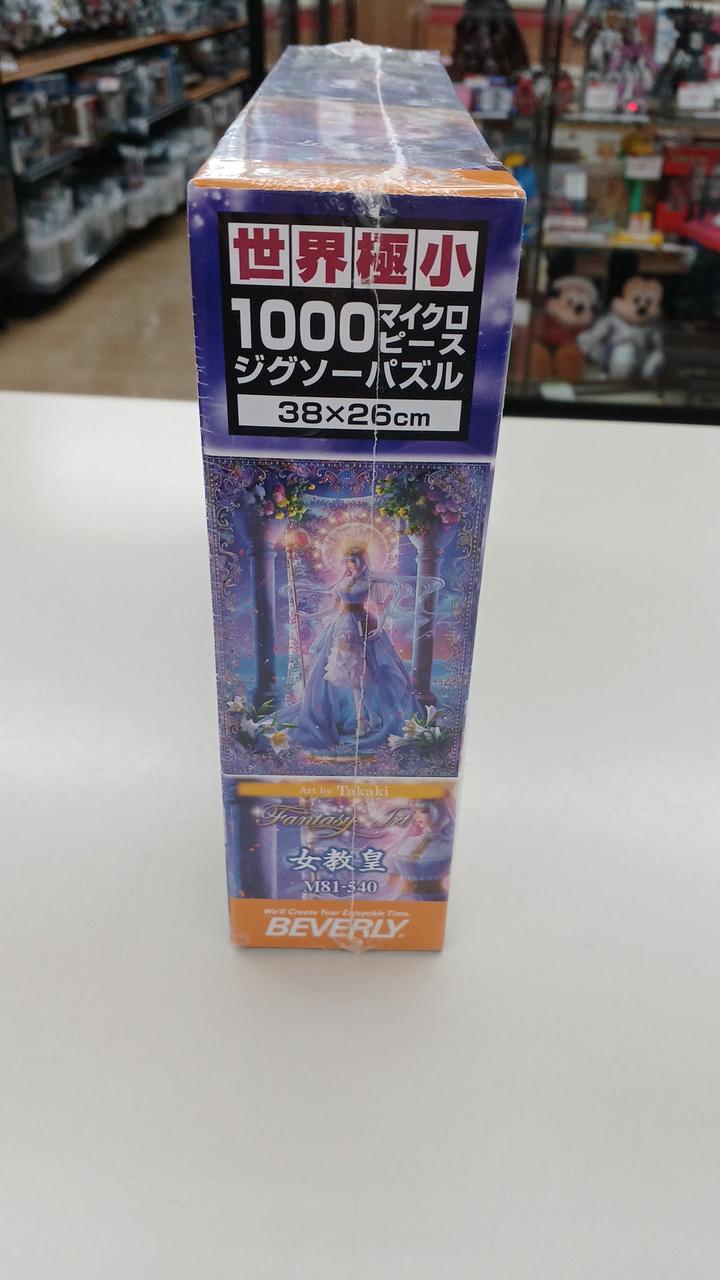 世界極小
1000マイクロピース
ジグソーパズル
38×26cm
Art by Takaki
Fantasy Art
女教皇
M81-540
We'll Create Your Enjoyable Time.
BEVERLY